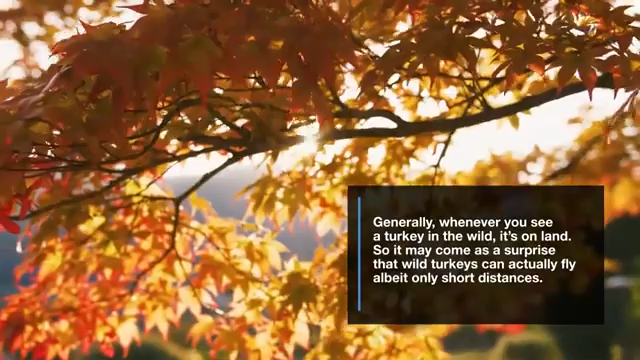 Generally, whenever you see
a turkey in the wild, it's on land.
So it may come as a surprise
that wild turkeys can actually fly
albeit only short distances.